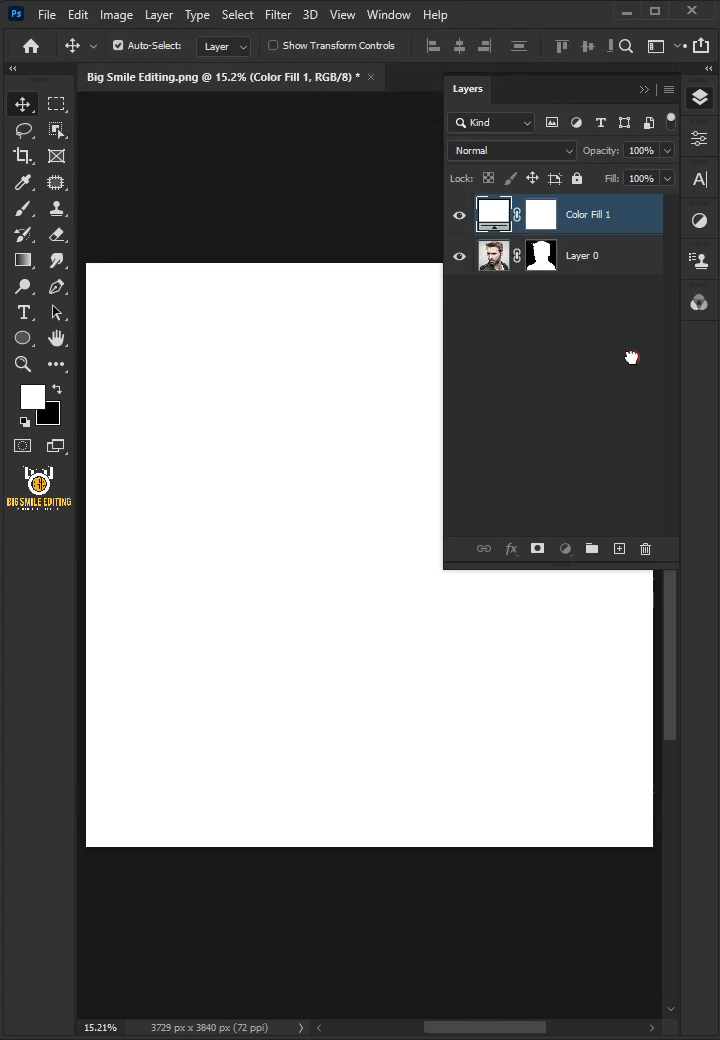 Ps File Edit Image Layer Type Select Filter 3D View Window Help
Auto-Select: Layer Show Transform Controls
Big Smile Editing.png @ 15.2% (Color Fill 1, RGB/8) *
Layers
Kind
Normal Opacity: 100%
Lock: Fill: 100%
Color Fill 1
Layer 0
BIG SMILE EDITING
15.21% 3729 px x 3840 px (72 ppi)